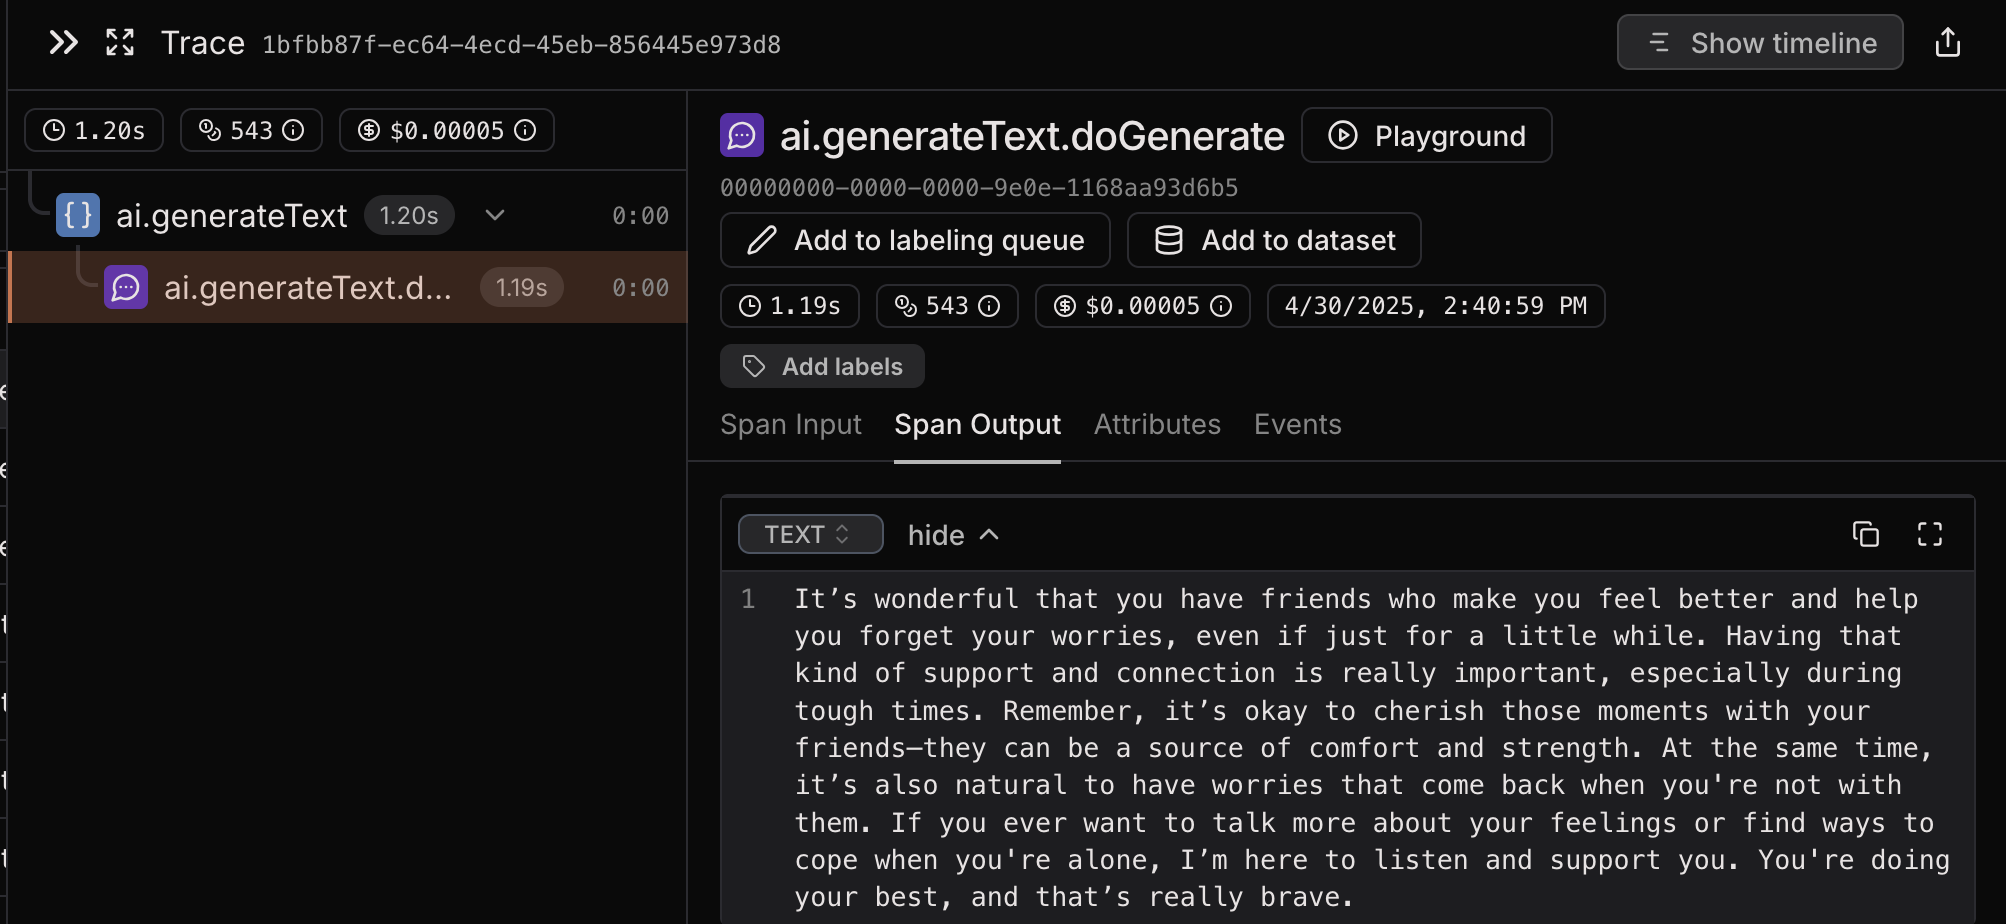 Trace 1bfbb87f-ec64-4ecd-45eb-856445e973d8
Show timeline
1.20s 543 $0.00005
ai.generateText 1.20s 0:00
ai.generateText.d... 1.19s 0:00
ai.generateText.doGenerate Playground
00000000-0000-0000-9e0e-1168aa93d6b5
Add to labeling queue Add to dataset
1.19s 543 $0.00005 4/30/2025, 2:40:59 PM
Add labels
Span Input Span Output Attributes Events
TEXT hide
1 It’s wonderful that you have friends who make you feel better and help
you forget your worries, even if just for a little while. Having that
kind of support and connection is really important, especially during
tough times. Remember, it’s okay to cherish those moments with your
friends—they can be a source of comfort and strength. At the same time,
it’s also natural to have worries that come back when you're not with
them. If you ever want to talk more about your feelings or find ways to
cope when you're alone, I’m here to listen and support you. You're doing
your best, and that’s really brave.